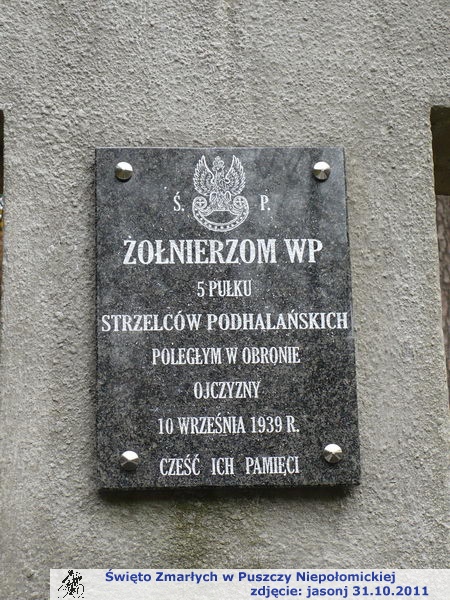 Ś. P.
ŻOŁNIERZOM WP
5 PUŁKU
STRZELCÓW PODHALAŃSKICH
POLEGŁYM W OBRONIE
OJCZYZNY
10 WRZEŚNIA 1939 R.
CZEŚĆ ICH PAMIĘCI
Święto Zmarłych w Puszczy Niepołomickiej
zdjęcie: jasonj 31.10.2011